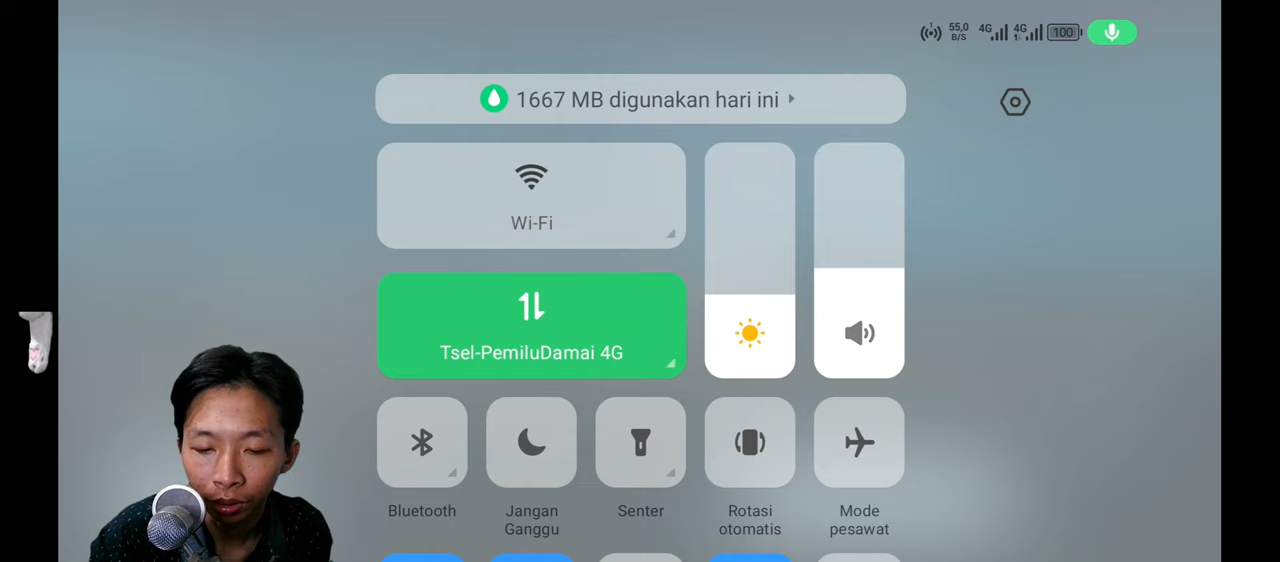 1
55,0
B/S
4G
4G
100
1667 MB digunakan hari ini
Wi-Fi
Tsel-PemiluDamai 4G
Bluetooth
Jangan
Ganggu
Senter
Rotasi
otomatis
Mode
pesawat